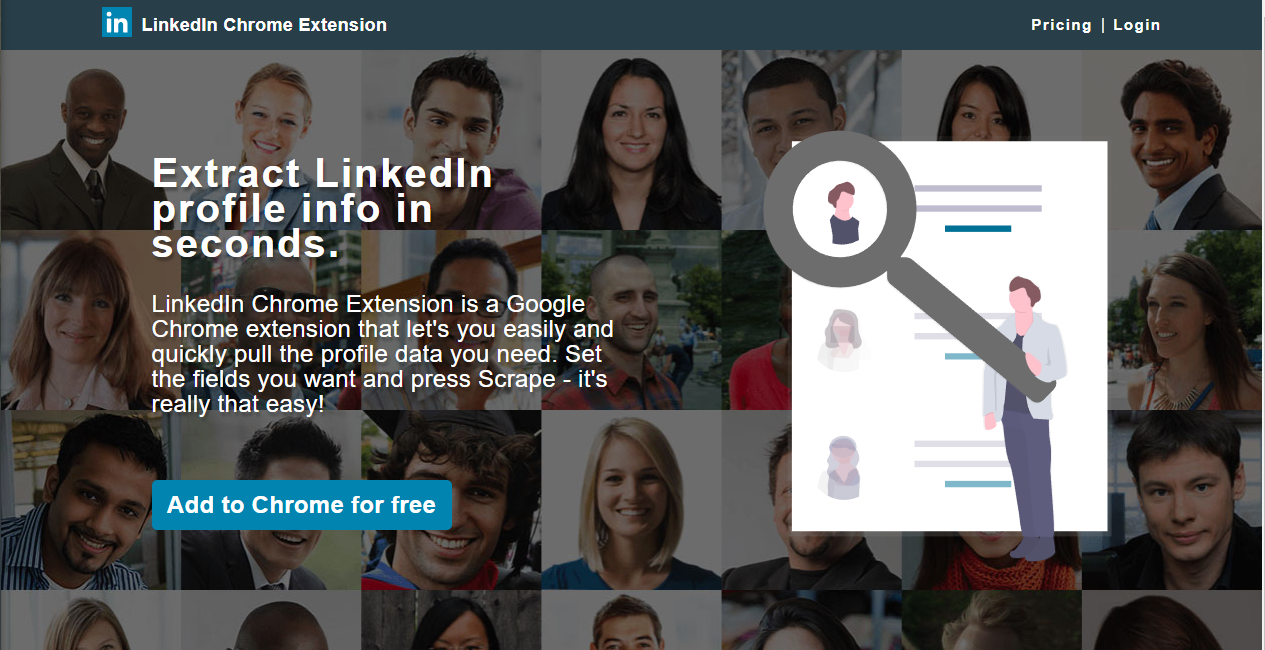 in LinkedIn Chrome Extension
Pricing | Login
Extract LinkedIn
profile info in
seconds.
LinkedIn Chrome Extension is a Google
Chrome extension that let's you easily and
quickly pull the profile data you need. Set
the fields you want and press Scrape - it's
really that easy!
Add to Chrome for free